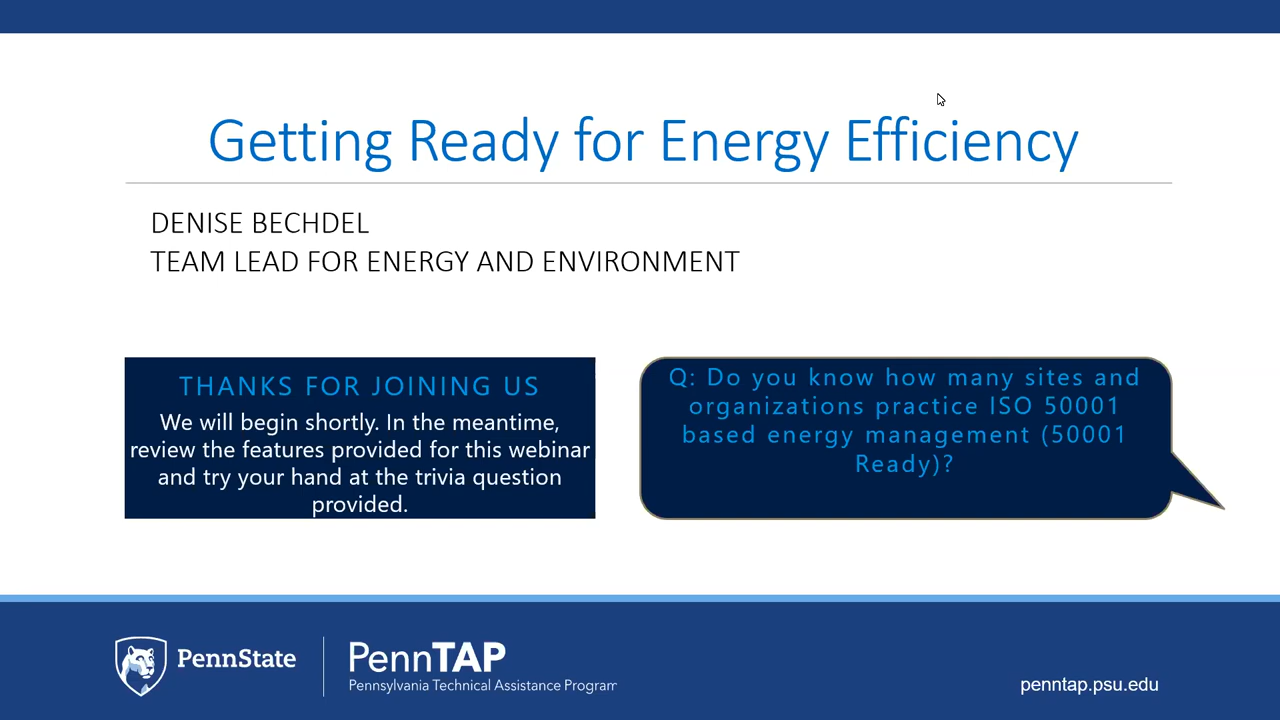 Getting Ready for Energy Efficiency
DENISE BECHDEL
TEAM LEAD FOR ENERGY AND ENVIRONMENT
THANKS FOR JOINING US
We will begin shortly. In the meantime,
review the features provided for this webinar
and try your hand at the trivia question
provided.
Q: Do you know how many sites and
organizations practice ISO 50001
based energy management (50001
Ready)?
PennState
PennTAP
Pennsylvania Technical Assistance Program
penntap.psu.edu